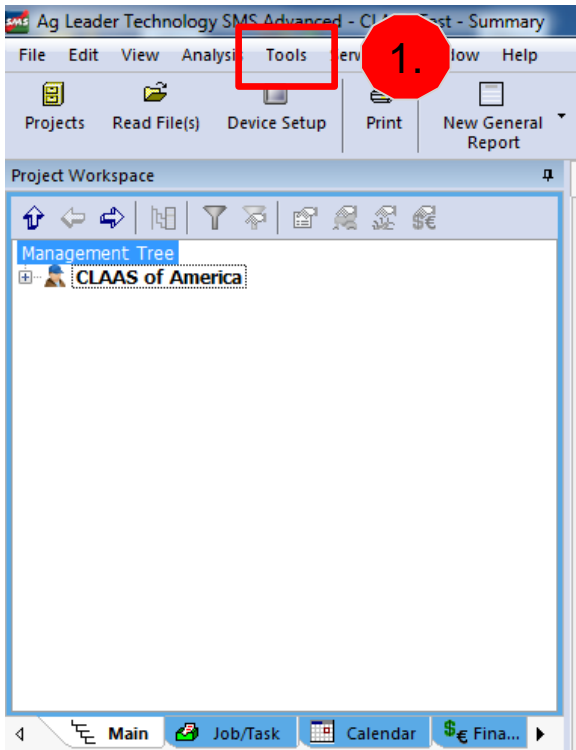 SMS Ag Leader Technology SMS Advanced - Test - Summary
File Edit View Analysis Tools Help
1.
Projects Read File(s) Device Setup Print New General
Report
Project Workspace
Management Tree
CLAAS of America
Main Job/Task Calendar $€ Fina...